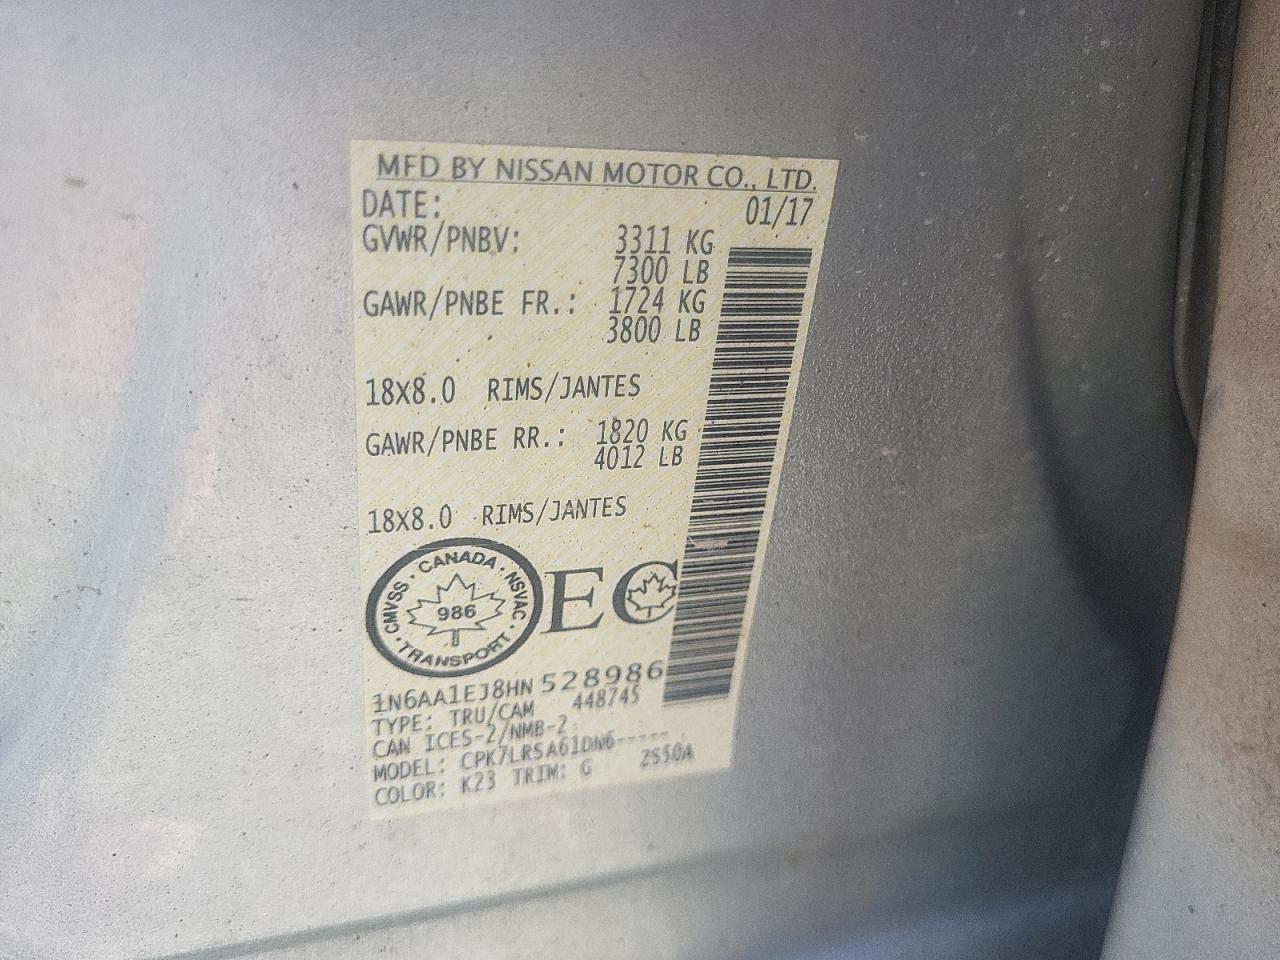 MFD BY NISSAN MOTOR CO., LTD.
DATE: 01/17
GVWR/PNBV: 3311 KG
7300 LB
GAWR/PNBE FR.: 1724 KG
3800 LB
18X8.0 RIMS/JANTES
GAWR/PNBE RR.: 1820 KG
4012 LB
18X8.0 RIMS/JANTES
CMVSS · CANADA · NSVAC · TRANSPORT ·
986
EC
1N6AA1EJ8HN528986
TYPE: TRU/CAM 448745
CAN ICES-2/NMB-2
MODEL: CPK7LRSA61DN6-----
COLOR: K23 TRIM: G ZS50A